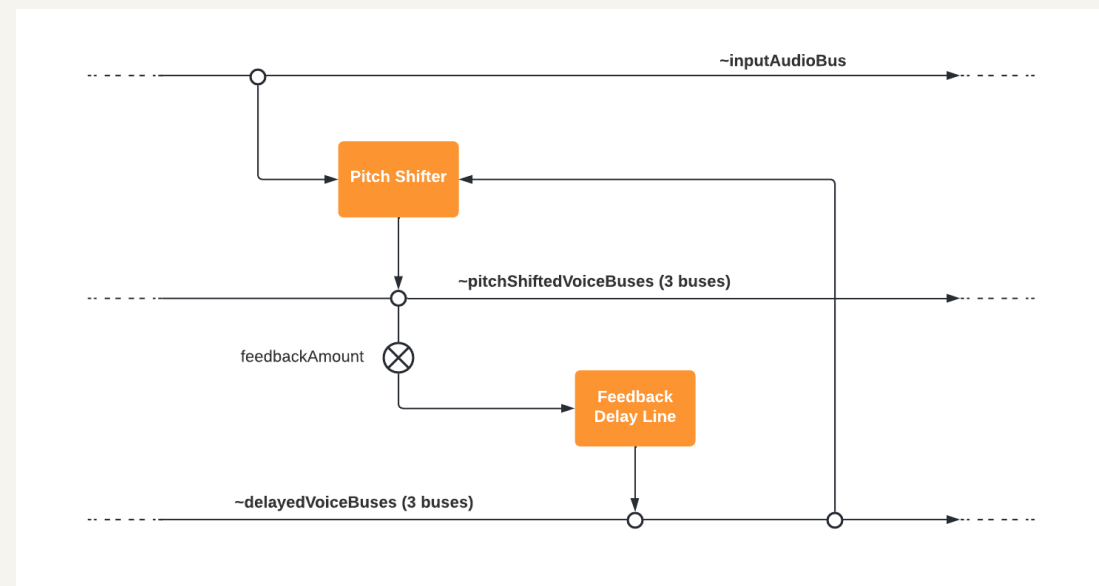 ~inputAudioBus
Pitch Shifter
~pitchShiftedVoiceBuses (3 buses)
feedbackAmount
Feedback
Delay Line
~delayedVoiceBuses (3 buses)